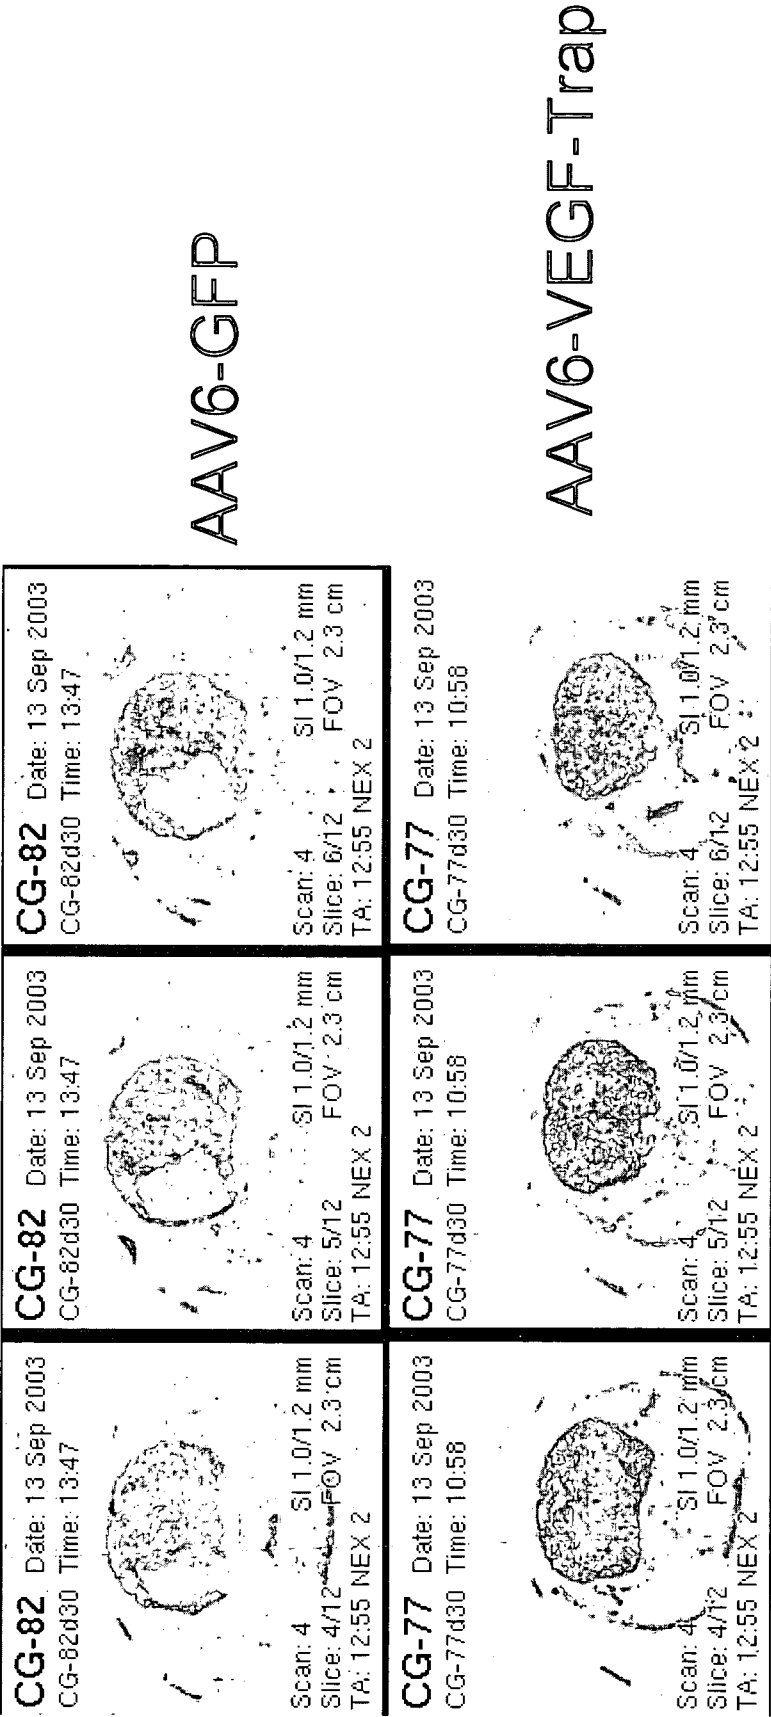 CG-82 Date: 13 Sep 2003
CG-82d30 Time: 13:47
Scan: 4 SI 1.0/1.2 mm
Slice: 4/12 FOV 2.3 cm
TA: 12:55 NEX 2
CG-82 Date: 13 Sep 2003
CG-82d30 Time: 13:47
Scan: 4 SI 1.0/1.2 mm
Slice: 5/12 FOV 2.3 cm
TA: 12:55 NEX 2
CG-82 Date: 13 Sep 2003
CG-82d30 Time: 13:47
Scan: 4 SI 1.0/1.2 mm
Slice: 6/12 FOV 2.3 cm
TA: 12:55 NEX 2
AAV6-GFP
CG-77 Date: 13 Sep 2003
CG-77d30 Time: 10:58
Scan: 4 SI 1.0/1.2 mm
Slice: 4/12 FOV 2.3 cm
TA: 12:55 NEX 2
CG-77 Date: 13 Sep 2003
CG-77d30 Time: 10:58
Scan: 4 SI 1.0/1.2 mm
Slice: 5/12 FOV 2.3 cm
TA: 12:55 NEX 2
CG-77 Date: 13 Sep 2003
CG-77d30 Time: 10:58
Scan: 4 SI 1.0/1.2 mm
Slice: 6/12 FOV 2.3 cm
TA: 12:55 NEX 2
AAV6-VEGF-Trap